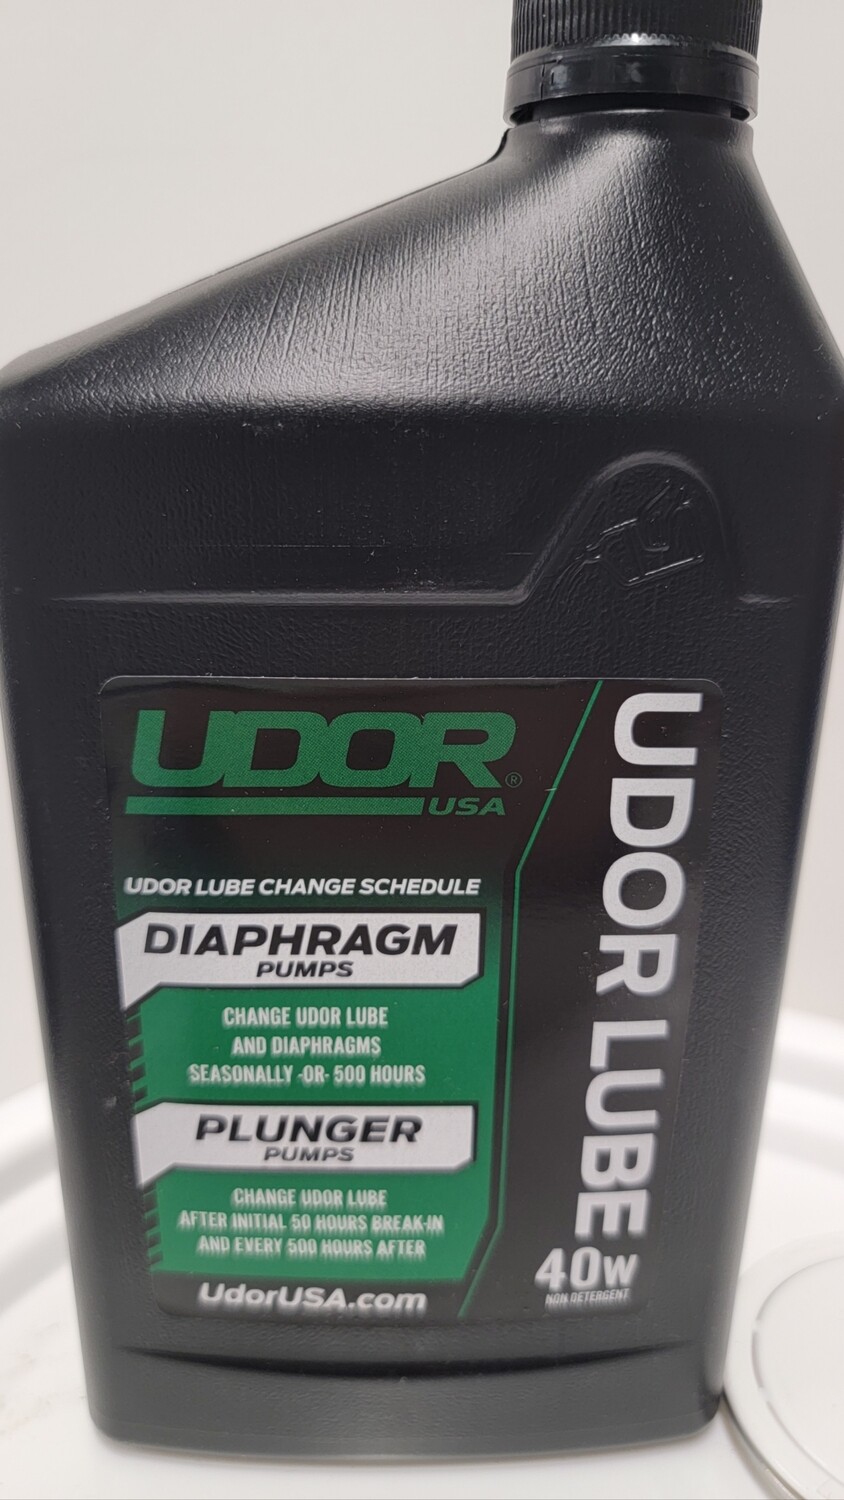 UDOR®
USA
UDOR LUBE CHANGE SCHEDULE
DIAPHRAGM
PUMPS
CHANGE UDOR LUBE
AND DIAPHRAGMS
SEASONALLY -OR- 500 HOURS
PLUNGER
PUMPS
CHANGE UDOR LUBE
AFTER INITIAL 50 HOURS BREAK-IN
AND EVERY 500 HOURS AFTER
UdorUSA.com
UDOR LUBE
40W
NON DETERGENT